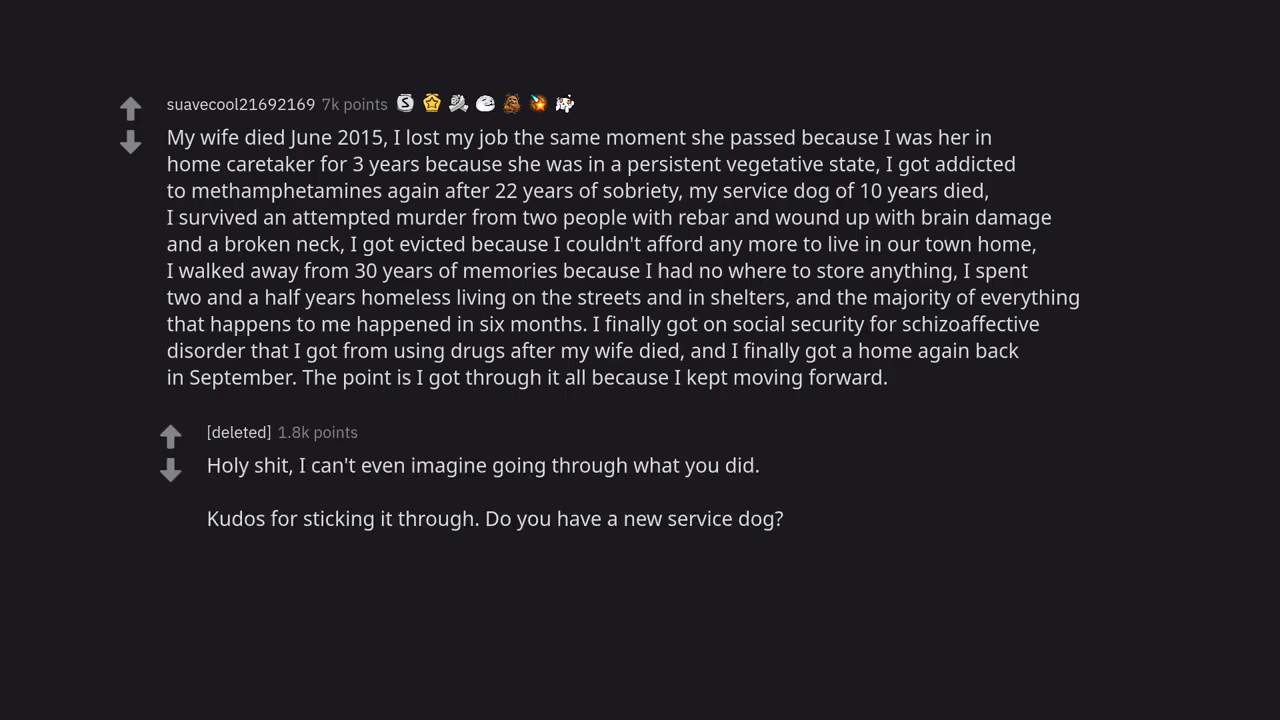 suavecool21692169 7k points
My wife died June 2015, I lost my job the same moment she passed because I was her in
home caretaker for 3 years because she was in a persistent vegetative state, I got addicted
to methamphetamines again after 22 years of sobriety, my service dog of 10 years died,
I survived an attempted murder from two people with rebar and wound up with brain damage
and a broken neck, I got evicted because I couldn't afford any more to live in our town home,
I walked away from 30 years of memories because I had no where to store anything, I spent
two and a half years homeless living on the streets and in shelters, and the majority of everything
that happens to me happened in six months. I finally got on social security for schizoaffective
disorder that I got from using drugs after my wife died, and I finally got a home again back
in September. The point is I got through it all because I kept moving forward.
[deleted] 1.8k points
Holy shit, I can't even imagine going through what you did.
Kudos for sticking it through. Do you have a new service dog?